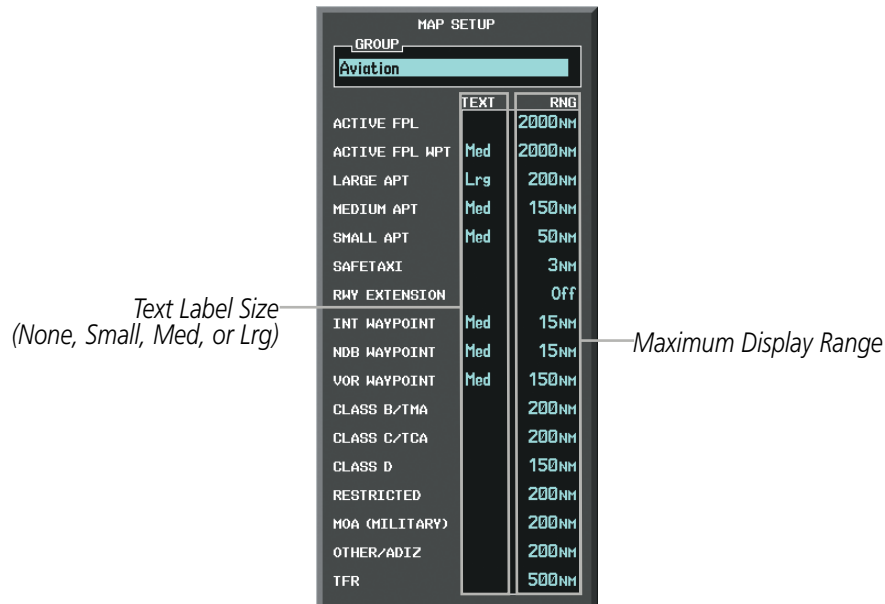 MAP SETUP
GROUP
Aviation
TEXT RNG
ACTIVE FPL 2000NM
ACTIVE FPL WPT Med 2000NM
LARGE APT Lrg 200NM
MEDIUM APT Med 150NM
SMALL APT Med 50NM
SAFETAXI 3NM
RWY EXTENSION Off
INT WAYPOINT Med 15NM
NDB WAYPOINT Med 15NM
VOR WAYPOINT Med 150NM
CLASS B/TMA 200NM
CLASS C/TCA 200NM
CLASS D 150NM
RESTRICTED 200NM
MOA (MILITARY) 200NM
OTHER/ADIZ 200NM
TFR 500NM
Text Label Size
(None, Small, Med, or Lrg)
Maximum Display Range